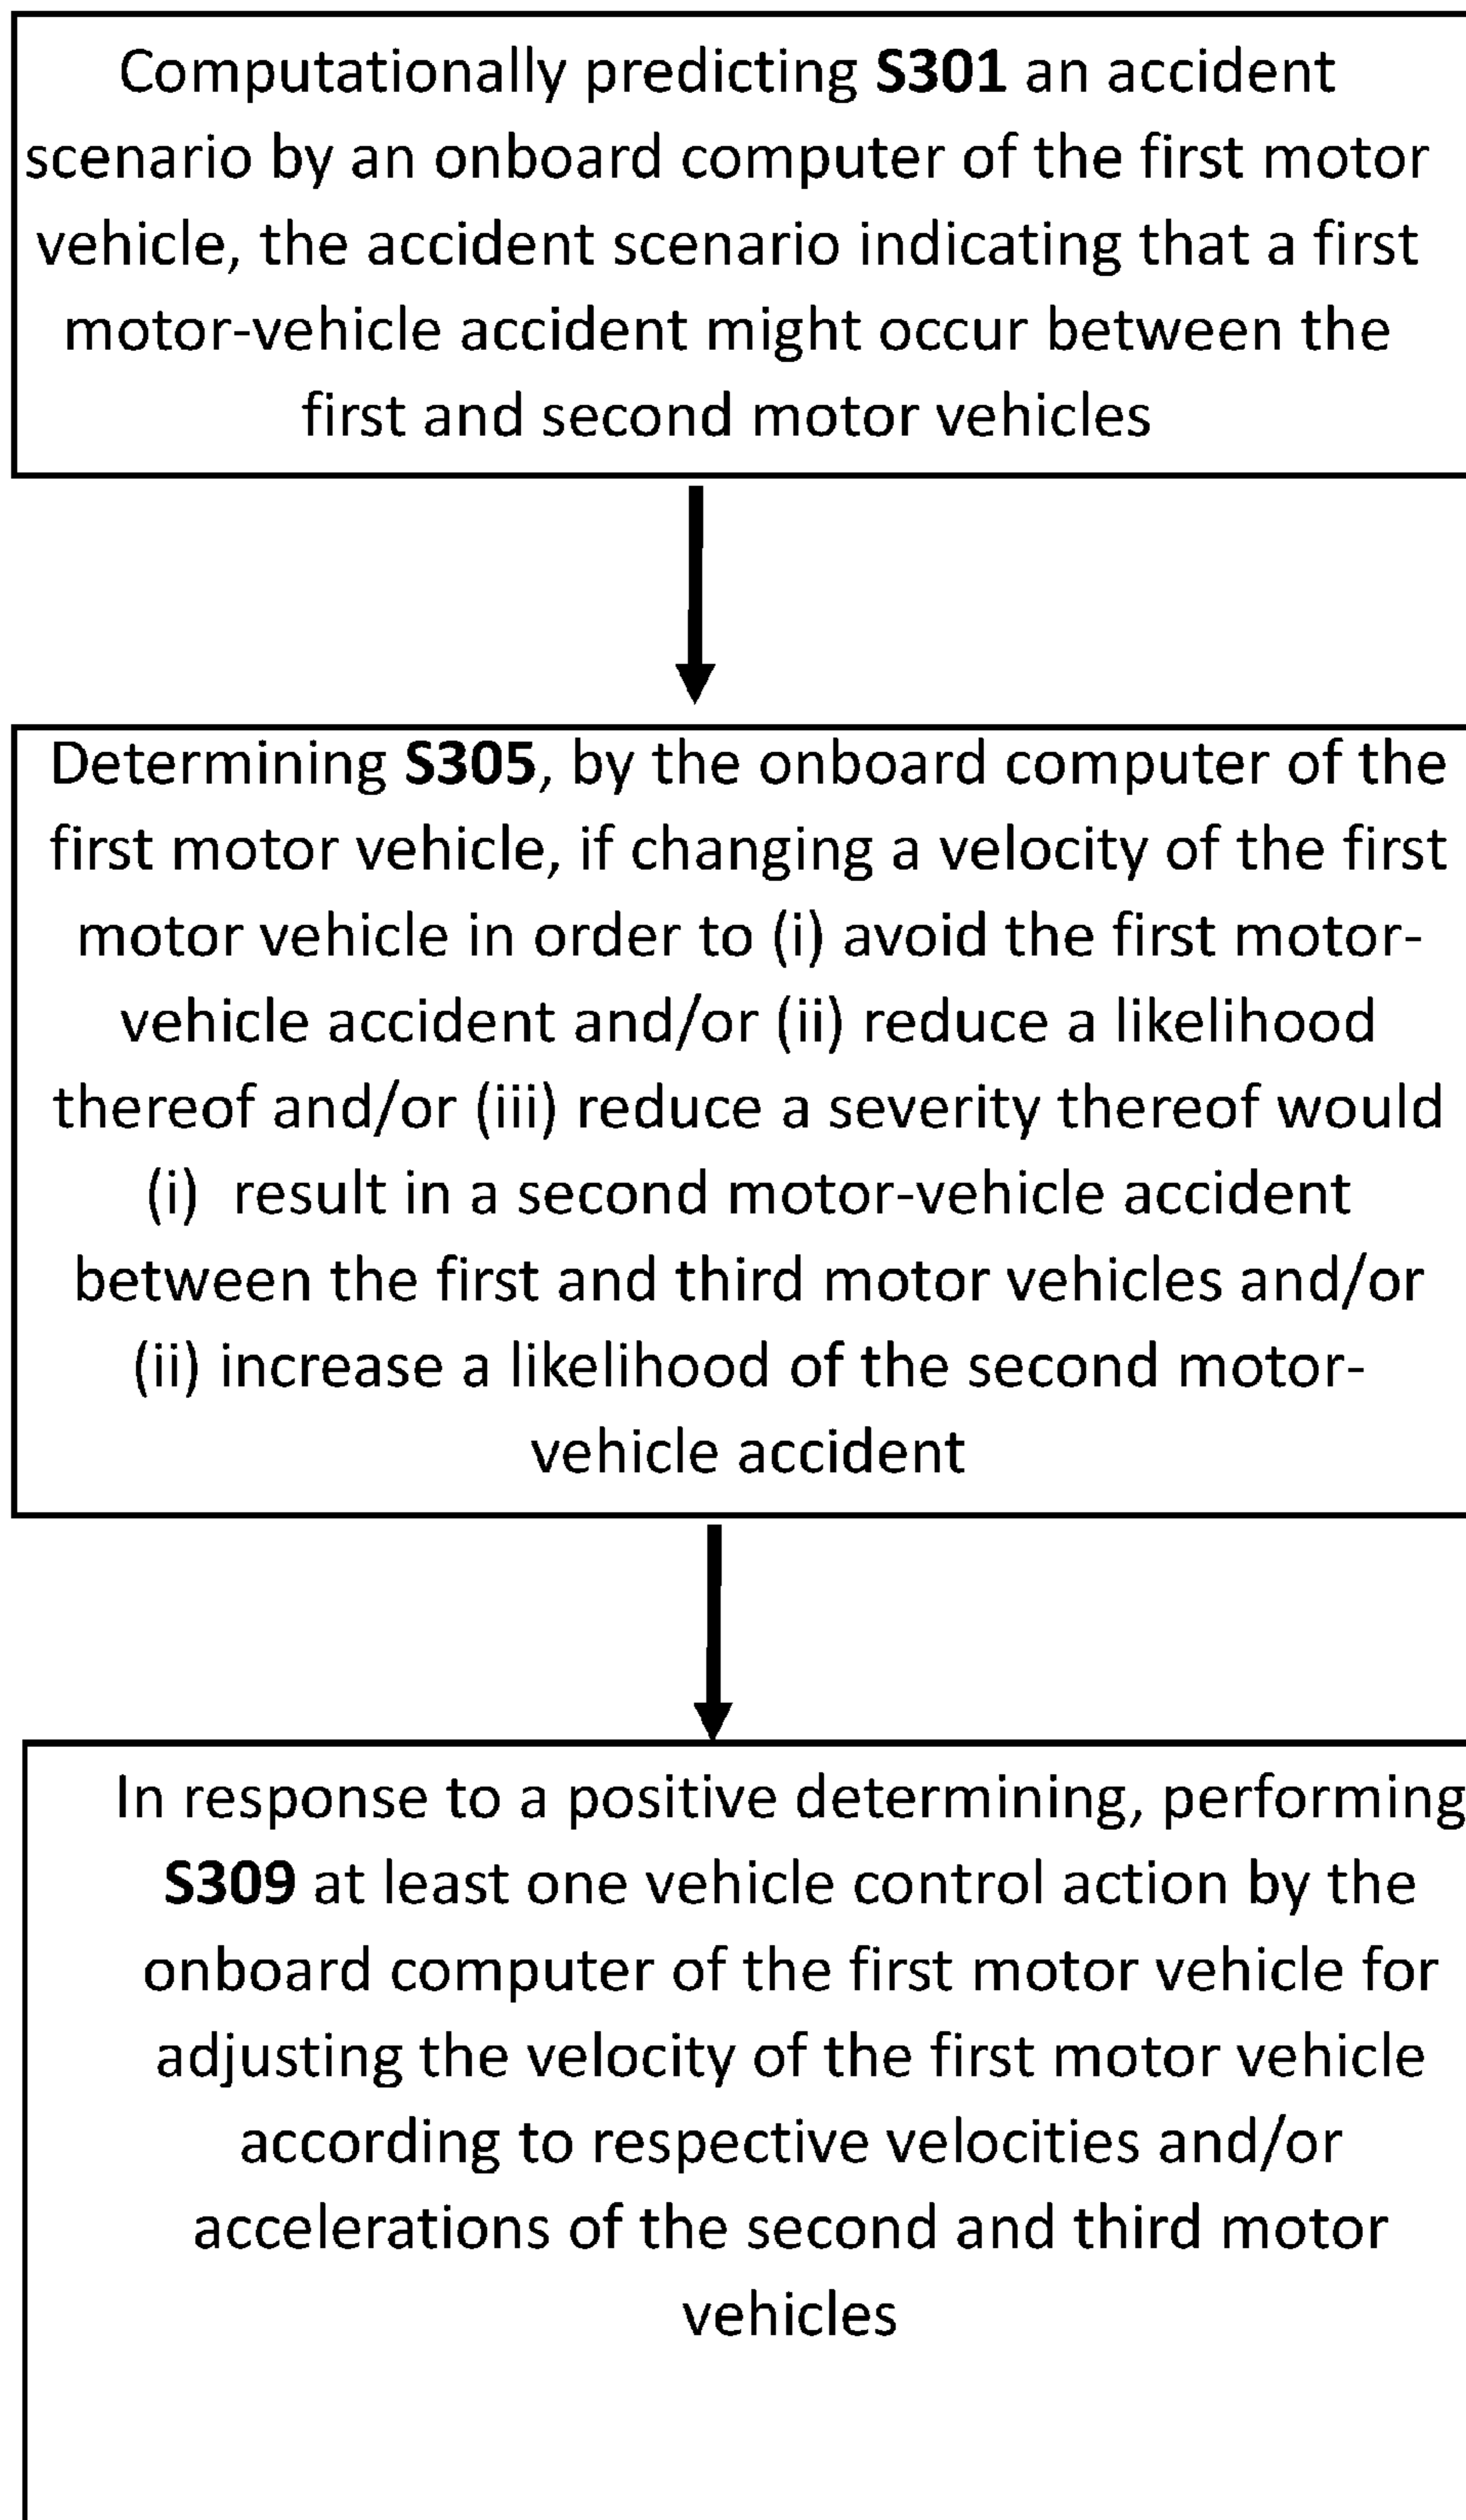 Computationally predicting S301 an accident
scenario by an onboard computer of the first motor
vehicle, the accident scenario indicating that a first
motor-vehicle accident might occur between the
first and second motor vehicles
Determining S305, by the onboard computer of the
first motor vehicle, if changing a velocity of the first
motor vehicle in order to (i) avoid the first motor-
vehicle accident and/or (ii) reduce a likelihood
thereof and/or (iii) reduce a severity thereof would
(i) result in a second motor-vehicle accident
between the first and third motor vehicles and/or
(ii) increase a likelihood of the second motor-
vehicle accident
In response to a positive determining, performing
S309 at least one vehicle control action by the
onboard computer of the first motor vehicle for
adjusting the velocity of the first motor vehicle
according to respective velocities and/or
accelerations of the second and third motor
vehicles